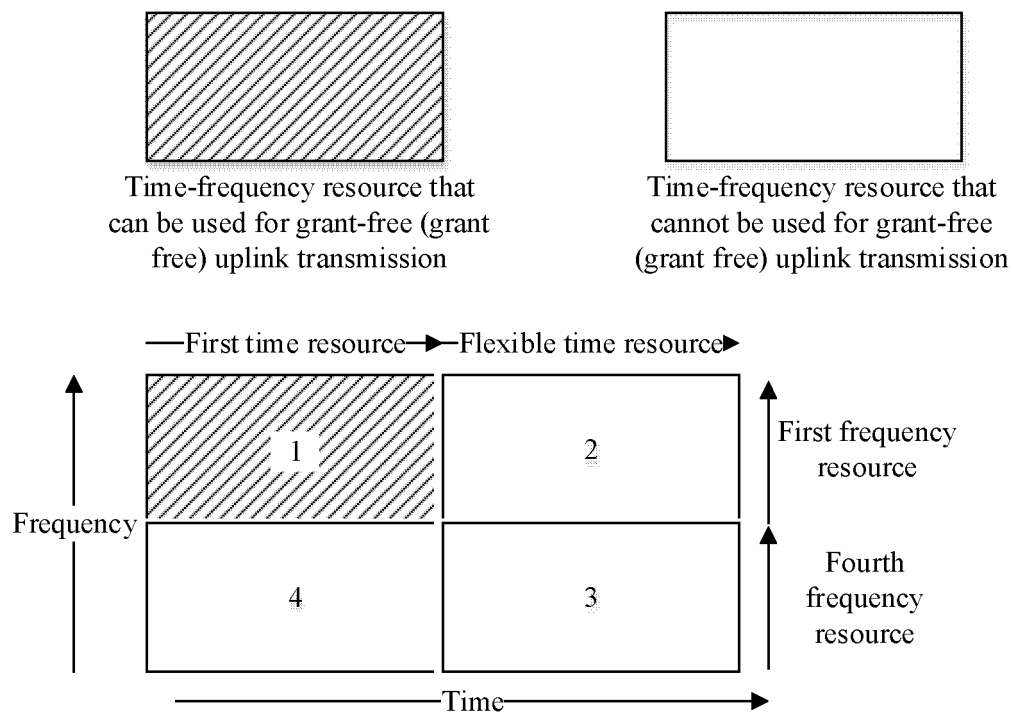 Time-frequency resource that
can be used for grant-free (grant
free) uplink transmission
Time-frequency resource that
cannot be used for grant-free
(grant free) uplink transmission
First time resource
Flexible time resource
1
2
First frequency
resource
Frequency
4
3
Fourth
frequency
resource
Time